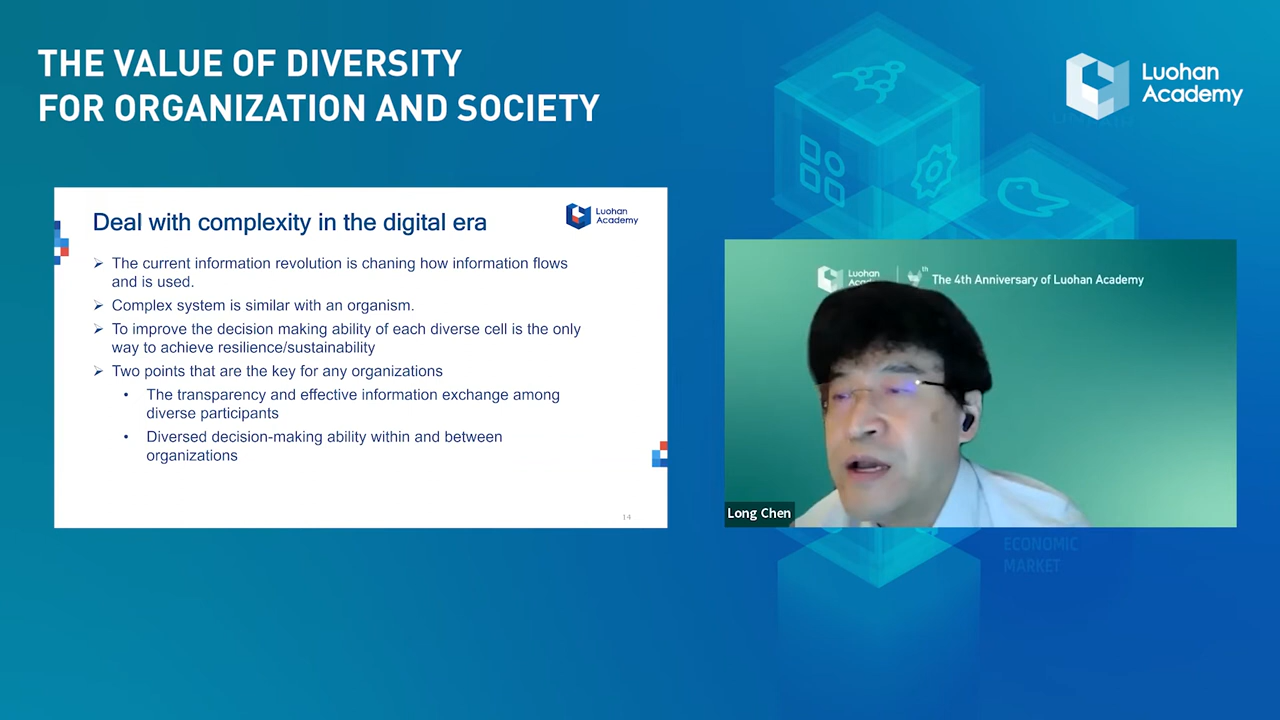 THE VALUE OF DIVERSITY
FOR ORGANIZATION AND SOCIETY
Luohan
Academy
Deal with complexity in the digital era
Luohan
Academy
➢ The current information revolution is chaning how information flows
and is used.
➢ Complex system is similar with an organism.
➢ To improve the decision making ability of each diverse cell is the only
way to achieve resilience/sustainability
➢ Two points that are the key for any organizations
• The transparency and effective information exchange among
diverse participants
• Diversed decision-making ability within and between
organizations
14
Luohan
The 4th Anniversary of Luohan Academy
Long Chen
ECONOMIC
MARKET